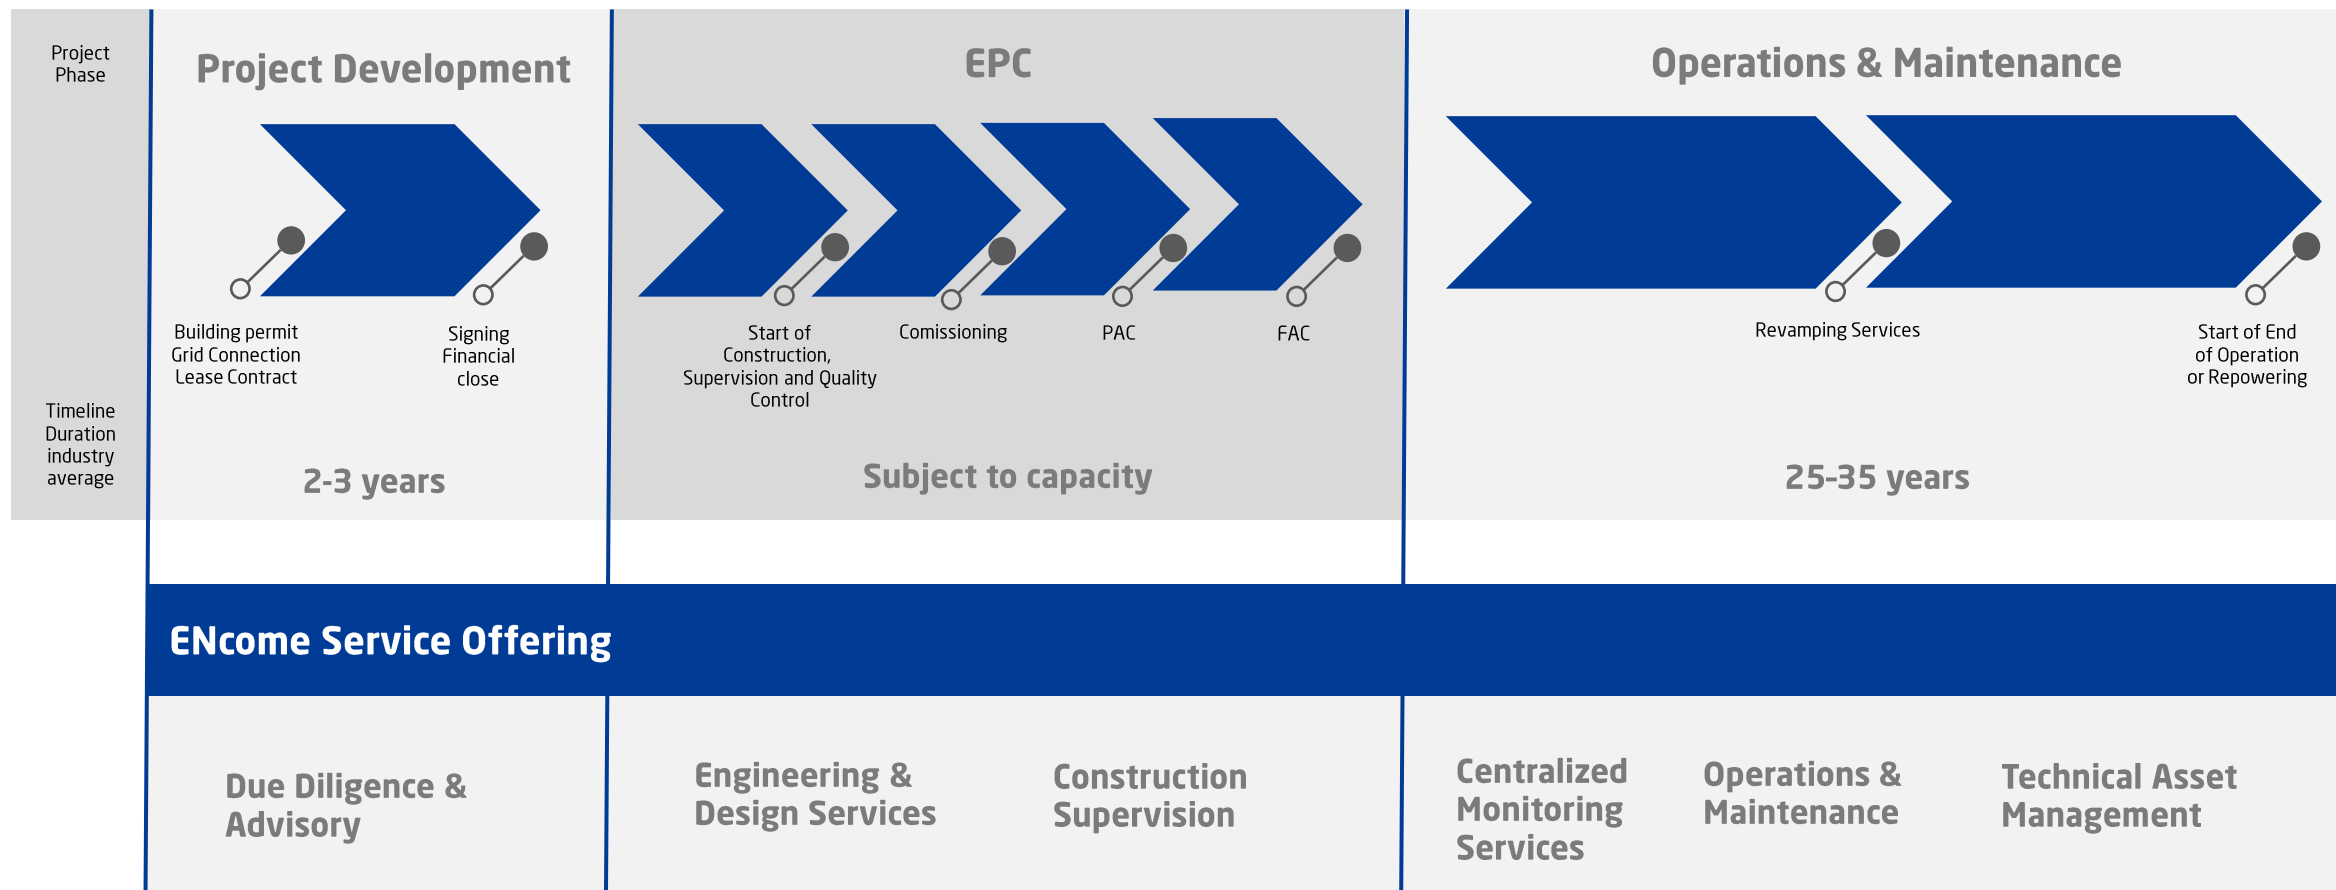 Project
Phase
Project Development
EPC
Operations & Maintenance
Building permit
Grid Connection
Lease Contract
Signing
Financial
close
Start of
Construction,
Supervision and Quality
Control
Comissioning
PAC
FAC
Revamping Services
Start of End
of Operation
or Repowering
Timeline
Duration
industry
average
2-3 years
Subject to capacity
25-35 years
ENcome Service Offering
Due Diligence &
Advisory
Engineering &
Design Services
Construction
Supervision
Centralized
Monitoring
Services
Operations &
Maintenance
Technical Asset
Management